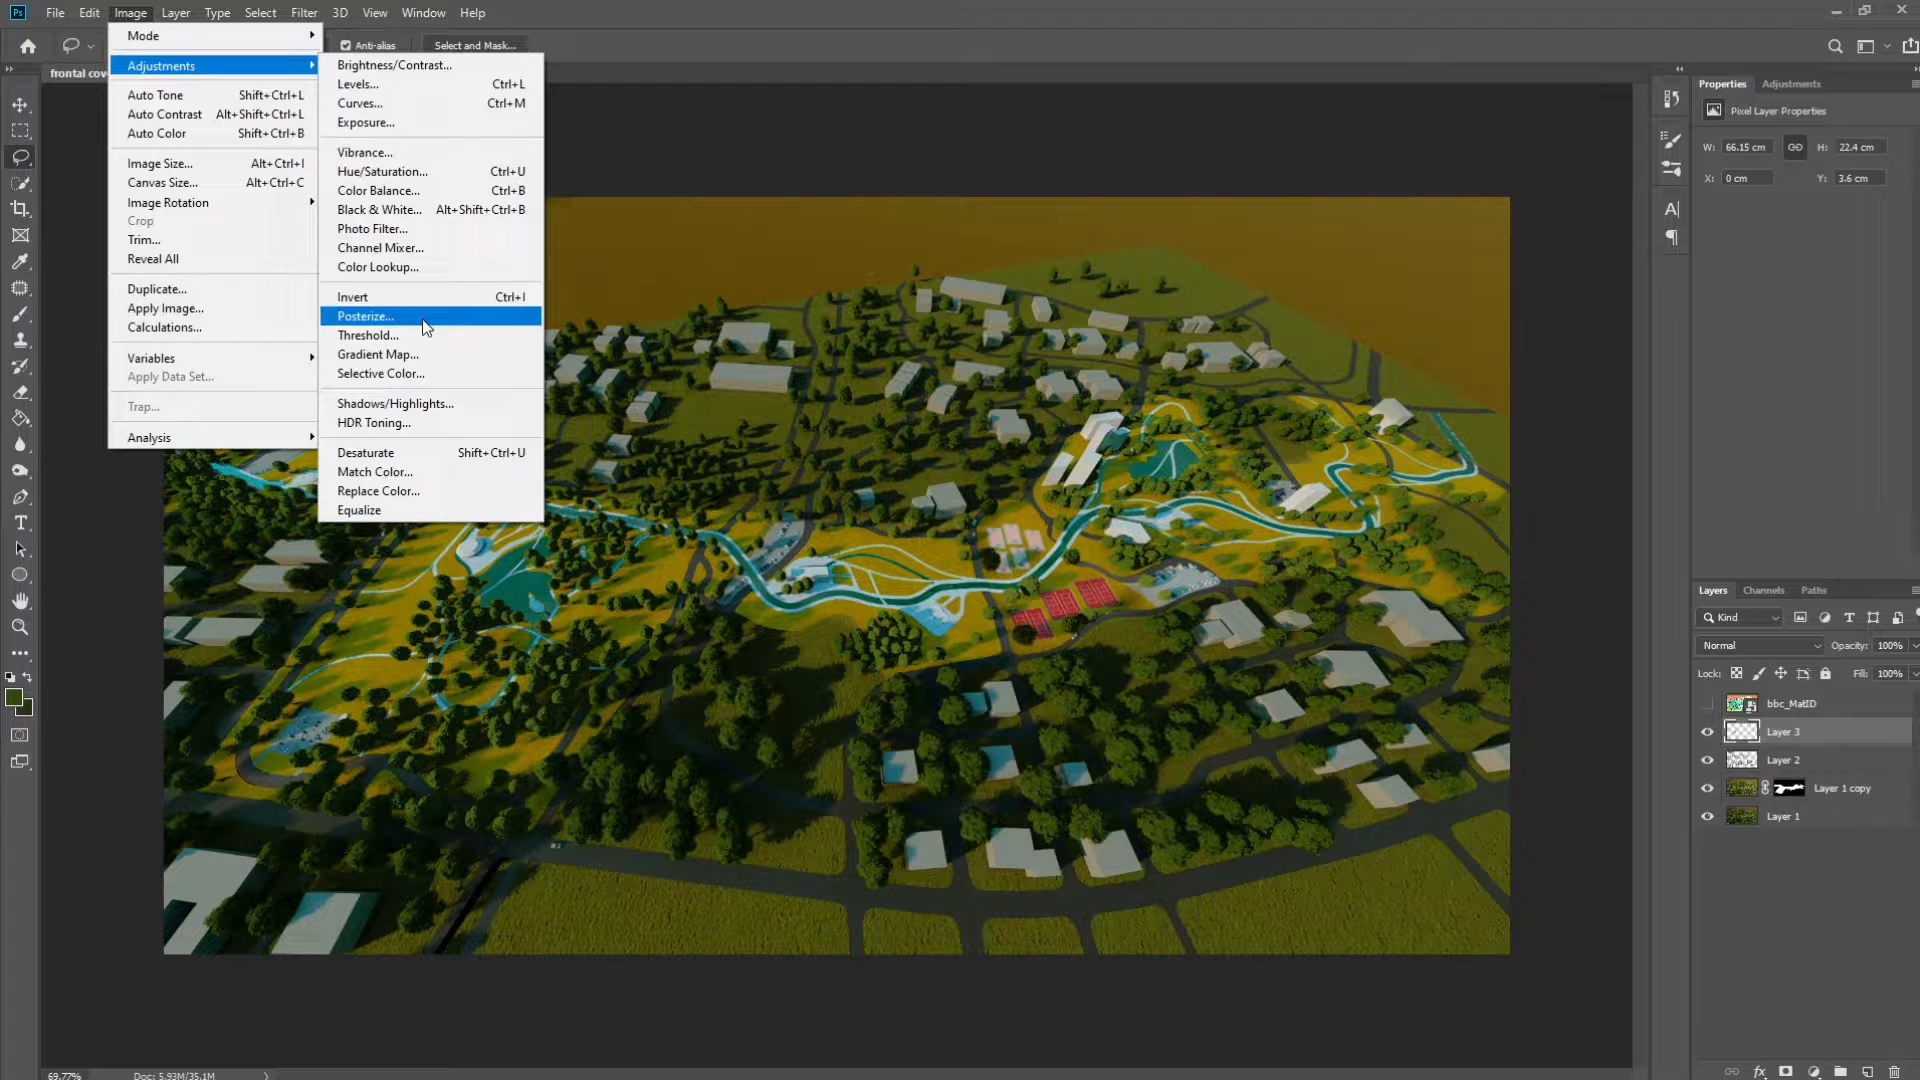 Ps File Edit Image Layer Type Select Filter 3D View Window Help
Anti-alias Select and Mask...
frontal cov
Mode
Adjustments
Auto Tone Shift+Ctrl+L
Auto Contrast Alt+Shift+Ctrl+L
Auto Color Shift+Ctrl+B
Image Size... Alt+Ctrl+I
Canvas Size... Alt+Ctrl+C
Image Rotation
Crop
Trim...
Reveal All
Duplicate...
Apply Image...
Calculations...
Variables
Apply Data Set...
Trap...
Analysis
Brightness/Contrast...
Levels... Ctrl+L
Curves... Ctrl+M
Exposure...
Vibrance...
Hue/Saturation... Ctrl+U
Color Balance... Ctrl+B
Black & White... Alt+Shift+Ctrl+B
Photo Filter...
Channel Mixer...
Color Lookup...
Invert Ctrl+I
Posterize...
Threshold...
Gradient Map...
Selective Color...
Shadows/Highlights...
HDR Toning...
Desaturate Shift+Ctrl+U
Match Color...
Replace Color...
Equalize
Properties Adjustments
Pixel Layer Properties
W: 66.15 cm H: 22.4 cm
X: 0 cm Y: 3.6 cm
Layers Channels Paths
Kind
Normal Opacity: 100%
Lock: Fill: 100%
bbc_MatID
Layer 3
Layer 2
Layer 1 copy
Layer 1
69.77% Doc: 5.93M/35.1M